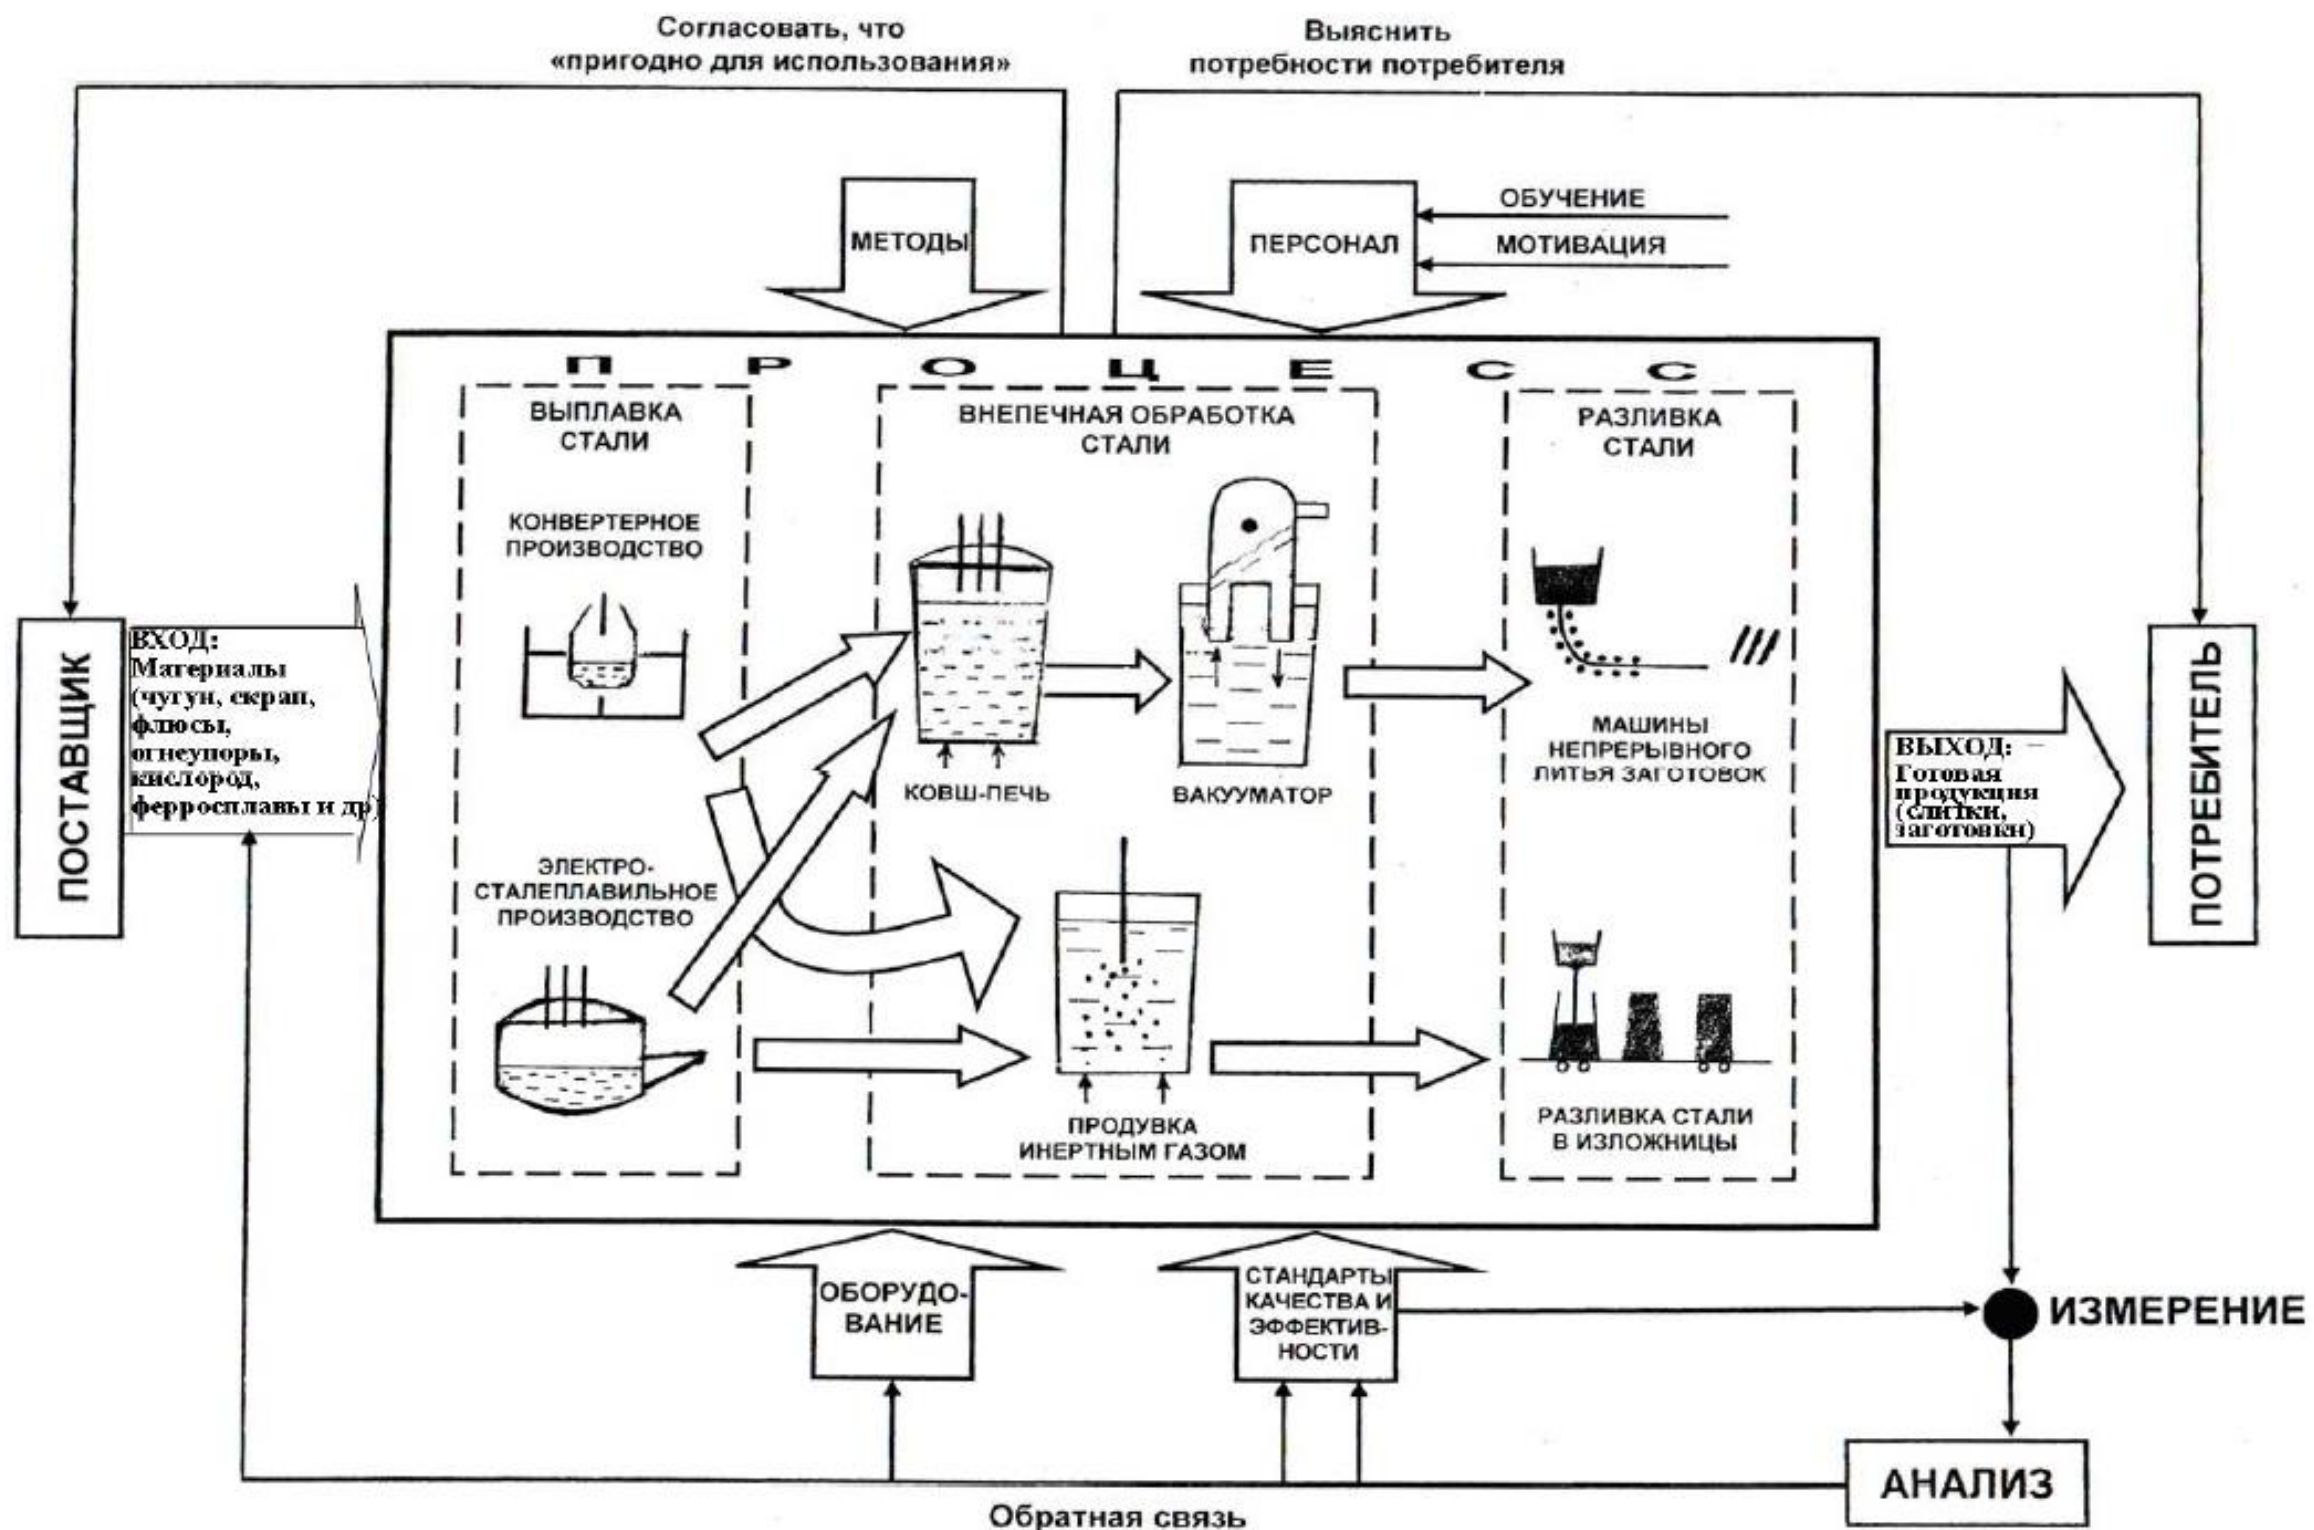 Согласовать, что
«пригодно для использования»
Выяснить
потребности потребителя
МЕТОДЫ
ПЕРСОНАЛ
ОБУЧЕНИЕ
МОТИВАЦИЯ
П Р О Ц Е С С
ВЫПЛАВКА
СТАЛИ
КОНВЕРТЕРНОЕ
ПРОИЗВОДСТВО
ЭЛЕКТРО-
СТАЛЕПЛАВИЛЬНОЕ
ПРОИЗВОДСТВО
ВНЕПЕЧНАЯ ОБРАБОТКА
СТАЛИ
КОВШ-ПЕЧЬ
ВАКУУМАТОР
ПРОДУВКА
ИНЕРТНЫМ ГАЗОМ
РАЗЛИВКА
СТАЛИ
МАШИНЫ
НЕПРЕРЫВНОГО
ЛИТЬЯ ЗАГОТОВОК
РАЗЛИВКА СТАЛИ
В ИЗЛОЖНИЦЫ
ПОСТАВЩИК
ВХОД:
Материалы
(чугун, скрап,
флюсы,
огнеупоры,
кислород,
ферросплавы и др)
ВЫХОД:
Готовая
продукция
(слитки,
заготовки)
ПОТРЕБИТЕЛЬ
ОБОРУДО-
ВАНИЕ
СТАНДАРТЫ
КАЧЕСТВА И
ЭФФЕКТИВ-
НОСТИ
ИЗМЕРЕНИЕ
АНАЛИЗ
Обратная связь